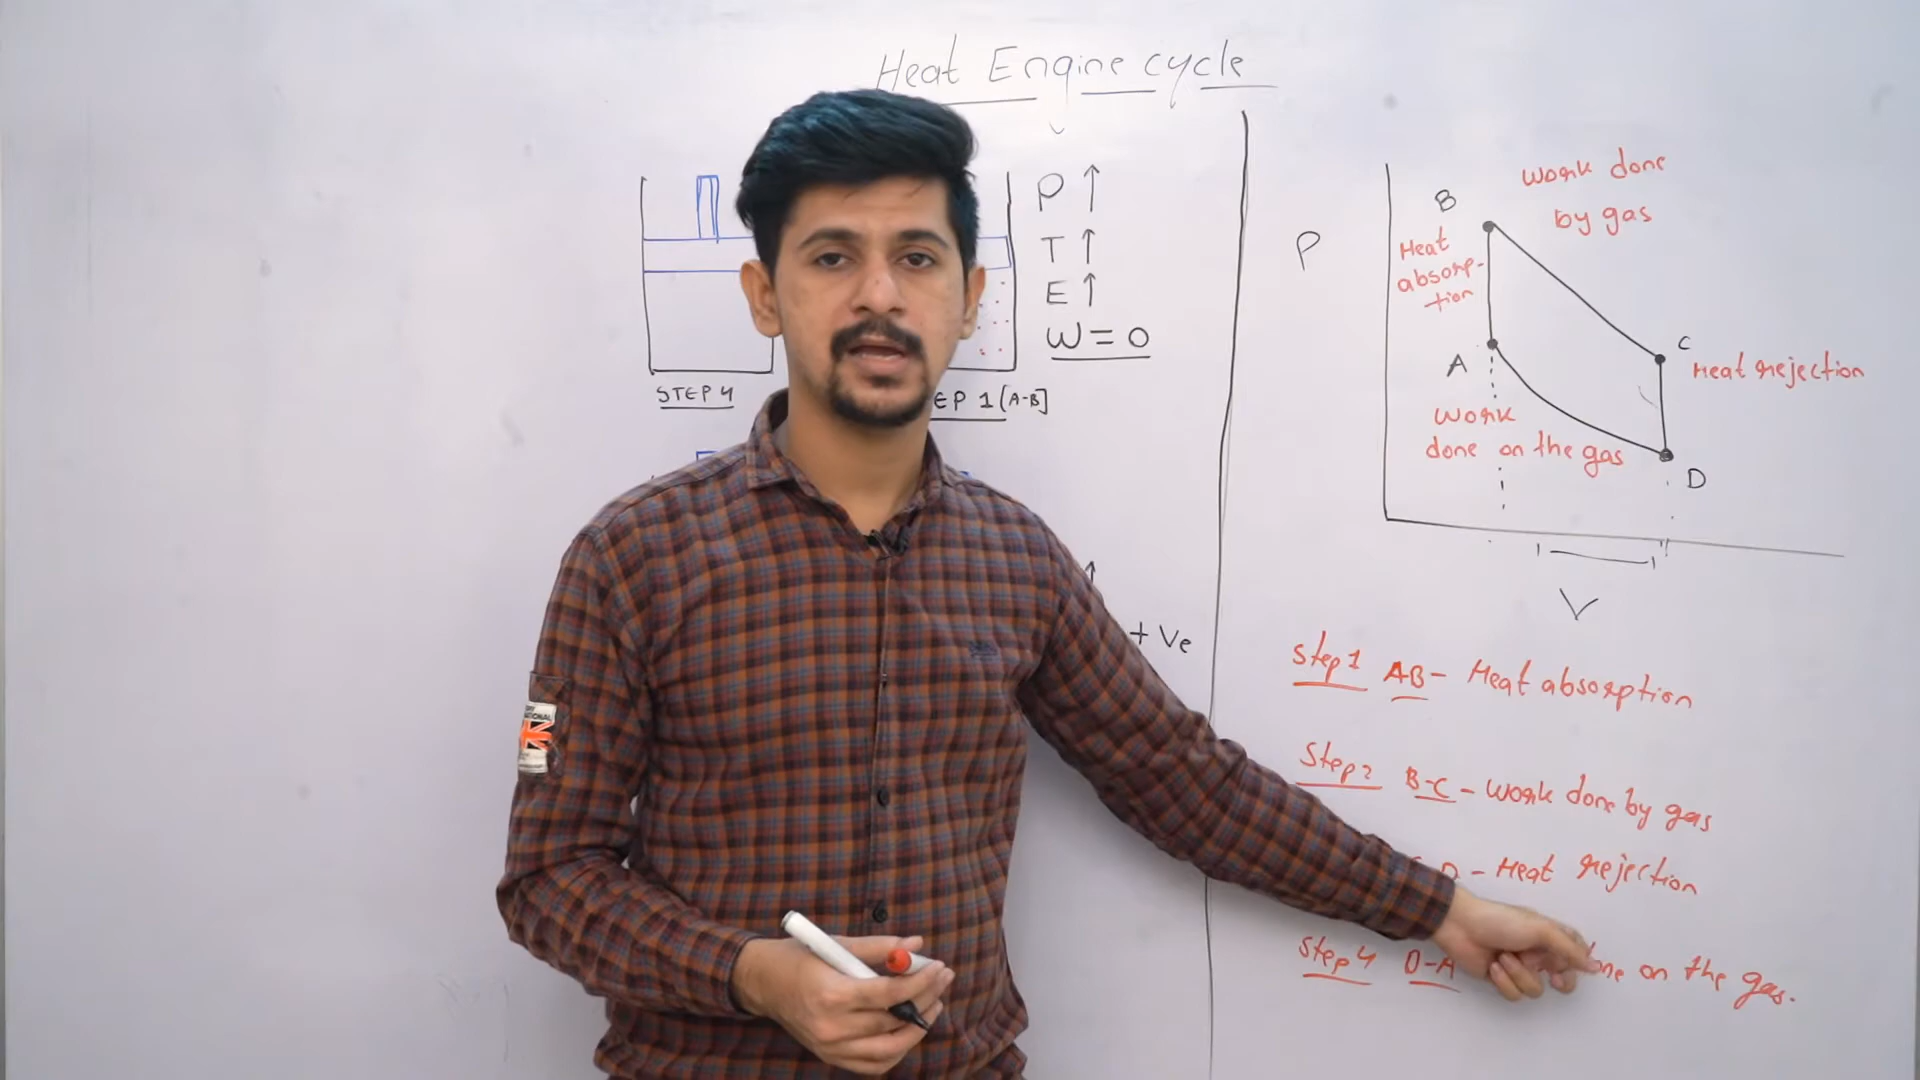 Heat Engine cycle
P ↑
T ↑
E ↑
W = 0
STEP 4
EP 1 [A-B]
↑
+ ve
P
B
Work done
by gas
Heat
absorp-
tion
A
C
Heat rejection
Work
done on the gas
D
V
Step 1 AB - Heat absorption
Step 2 B-C - Work done by gas
D - Heat rejection
Step 4 D-A one on the gas.